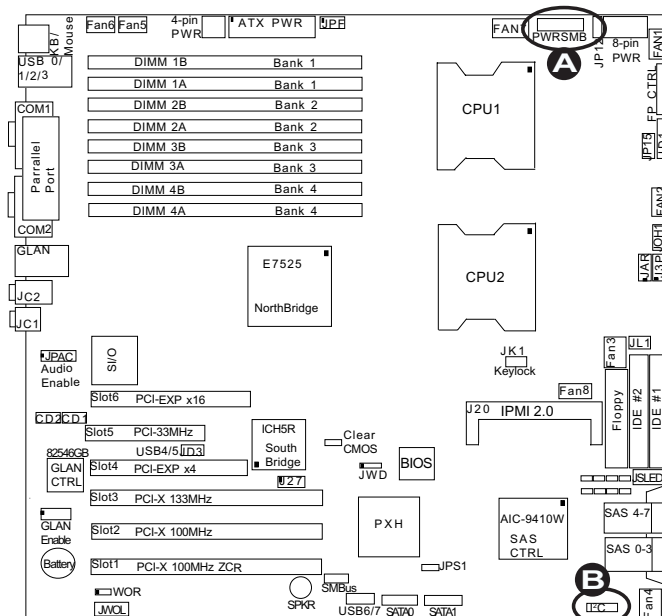 Fan6 Fan5
4-pin PWR
ATX PWR
JPF
FAN7
PWRSMB
JP12
8-pin PWR
FAN1
A
KB/ Mouse
USB 0/ 1/2/3
DIMM 1B Bank 1
DIMM 1A Bank 1
DIMM 2B Bank 2
DIMM 2A Bank 2
DIMM 3B Bank 3
DIMM 3A Bank 3
DIMM 4B Bank 4
DIMM 4A Bank 4
CPU1
FP CTRL
JP15
COM1
Parrallel Port
COM2
FAN2
JOH1
JAR
J3P
GLAN
JC2
JC1
E7525
NorthBridge
CPU2
JPAC
Audio Enable
SI/O
JK1
Keylock
Fan3
JL1
Fan8
Slot6 PCI-EXP x16
J20 IPMI 2.0
Floppy
IDE #2
IDE #1
CD2 CD1
Slot5 PCI-33MHz
USB4/5
JD3
ICH5R
South Bridge
Clear CMOS
82546GB
GLAN CTRL
Slot4 PCI-EXP x4
J27
JWD
BIOS
JSLED
Slot3 PCI-X 133MHz
GLAN Enable
Slot2 PCI-X 100MHz
PXH
AIC-9410W
SAS CTRL
SAS 4-7
SAS 0-3
Battery
Slot1 PCI-X 100MHz ZCR
JPS1
B
WOR
JWOL
SPKR
SMBus
USB6/7
SATA0
SATA1
I²C
Fan4